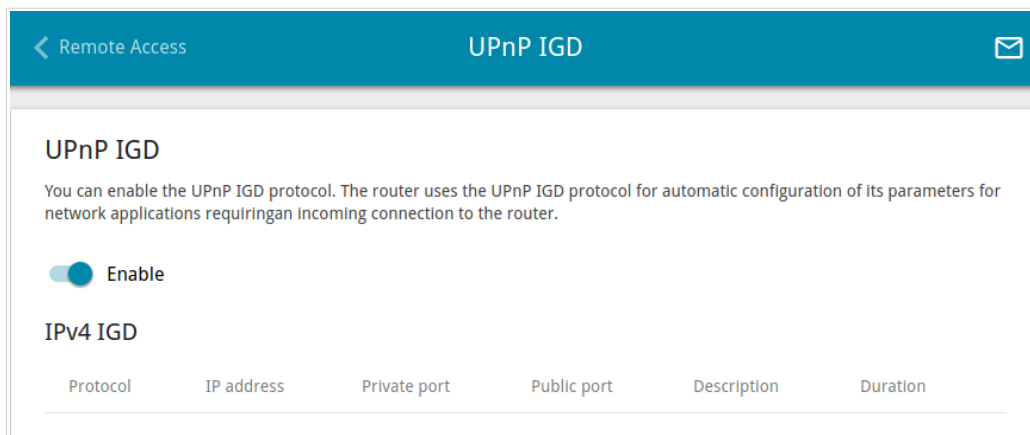 Remote Access UPnP IGD
UPnP IGD
You can enable the UPnP IGD protocol. The router uses the UPnP IGD protocol for automatic configuration of its parameters for
network applications requiringan incoming connection to the router.
Enable
IPv4 IGD
Protocol IP address Private port Public port Description Duration